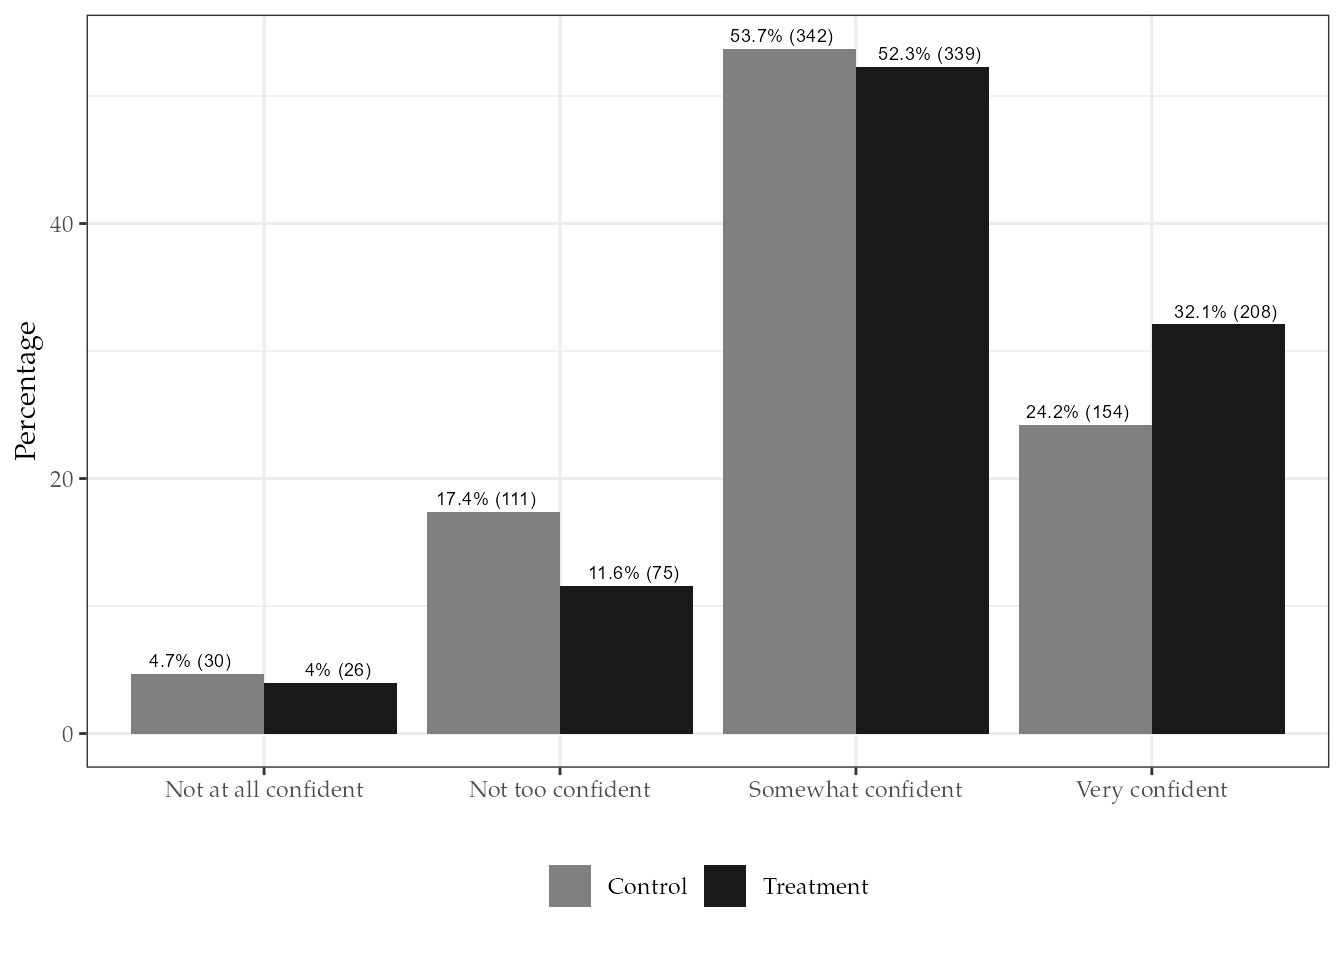 53.7% (342)
52.3% (339)
40
32.1% (208)
24.2% (154)
Percentage
20
17.4% (111)
11.6% (75)
4.7% (30)
4% (26)
0
Not at all confident
Not too confident
Somewhat confident
Very confident
Control
Treatment